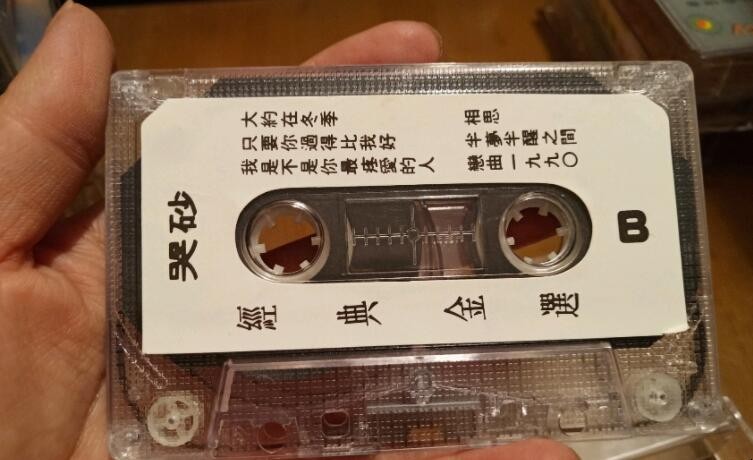 大約在冬季
只要你過得比我好
我是不是你最疼愛的人
相思
半夢半醒之間
戀曲一九九〇
哭砂
B
經典金選